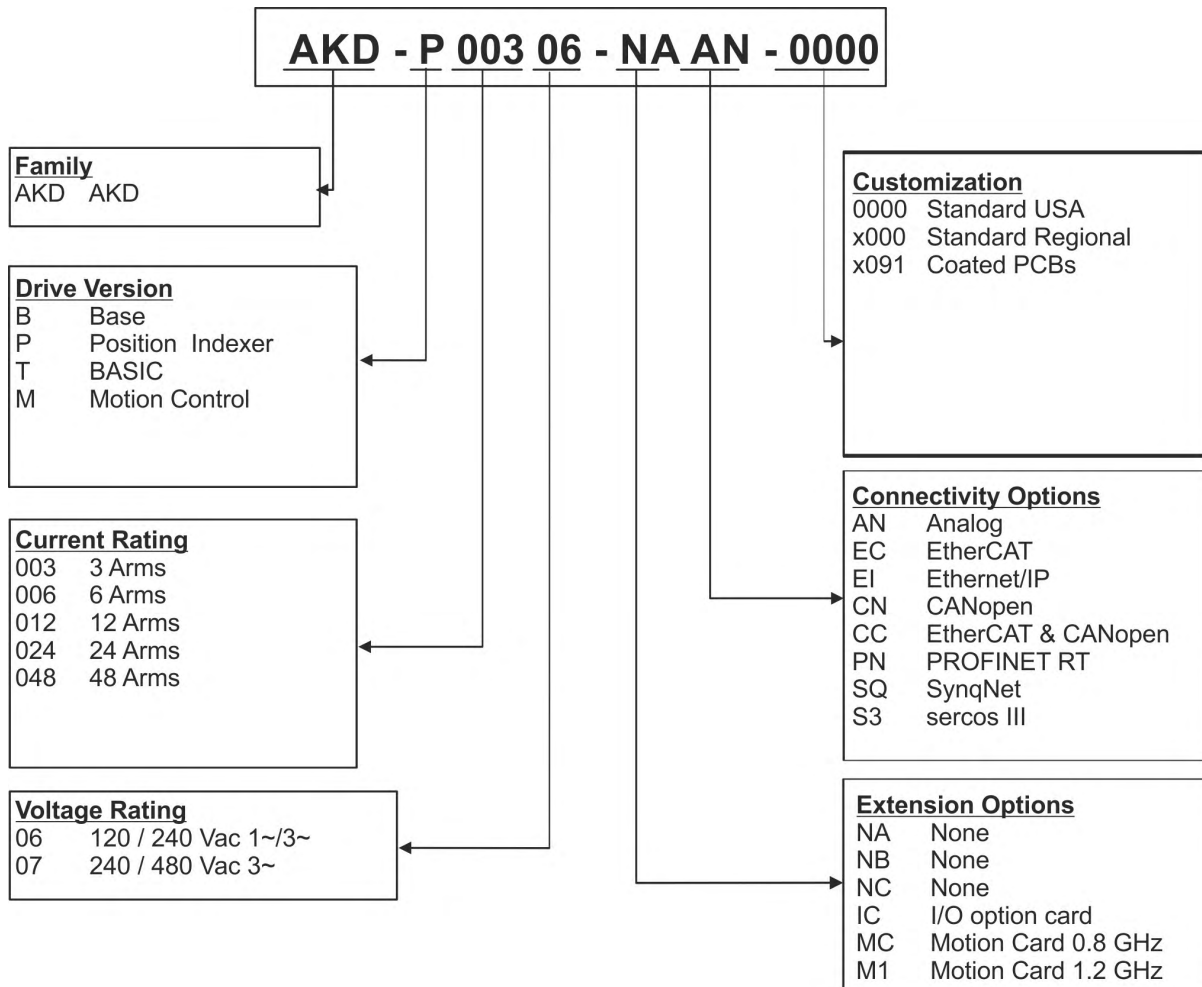 AKD - P 003 06 - NA AN - 0000
Family
AKD AKD
Drive Version
B Base
P Position Indexer
T BASIC
M Motion Control
Current Rating
003 3 Arms
006 6 Arms
012 12 Arms
024 24 Arms
048 48 Arms
Voltage Rating
06 120 / 240 Vac 1~/3~
07 240 / 480 Vac 3~
Customization
0000 Standard USA
x000 Standard Regional
x091 Coated PCBs
Connectivity Options
AN Analog
EC EtherCAT
EI Ethernet/IP
CN CANopen
CC EtherCAT & CANopen
PN PROFINET RT
SQ SynqNet
S3 sercos III
Extension Options
NA None
NB None
NC None
IC I/O option card
MC Motion Card 0.8 GHz
M1 Motion Card 1.2 GHz